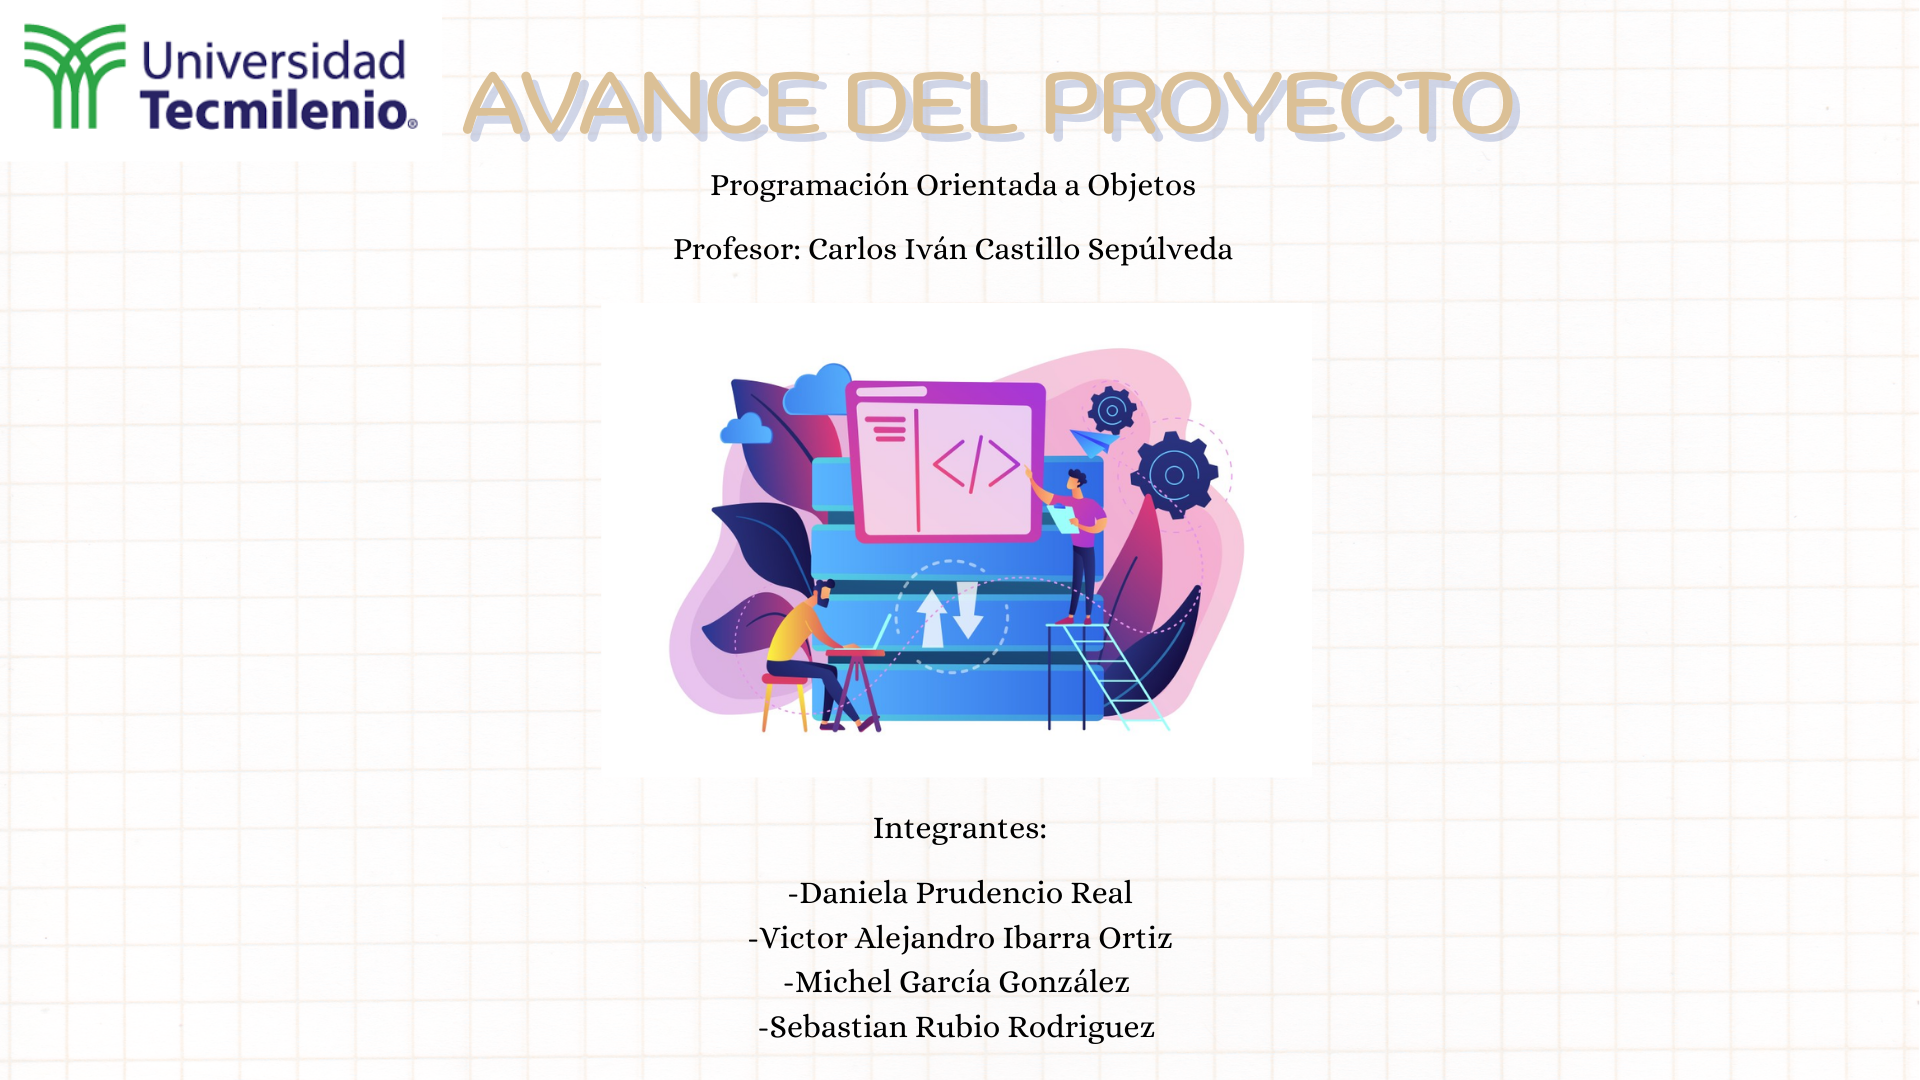 Universidad
Tecmilenio®
AVANCE DEL PROYECTO
Programación Orientada a Objetos
Profesor: Carlos Iván Castillo Sepúlveda
</>
Integrantes:
-Daniela Prudencio Real
-Victor Alejandro Ibarra Ortiz
-Michel García González
-Sebastian Rubio Rodriguez